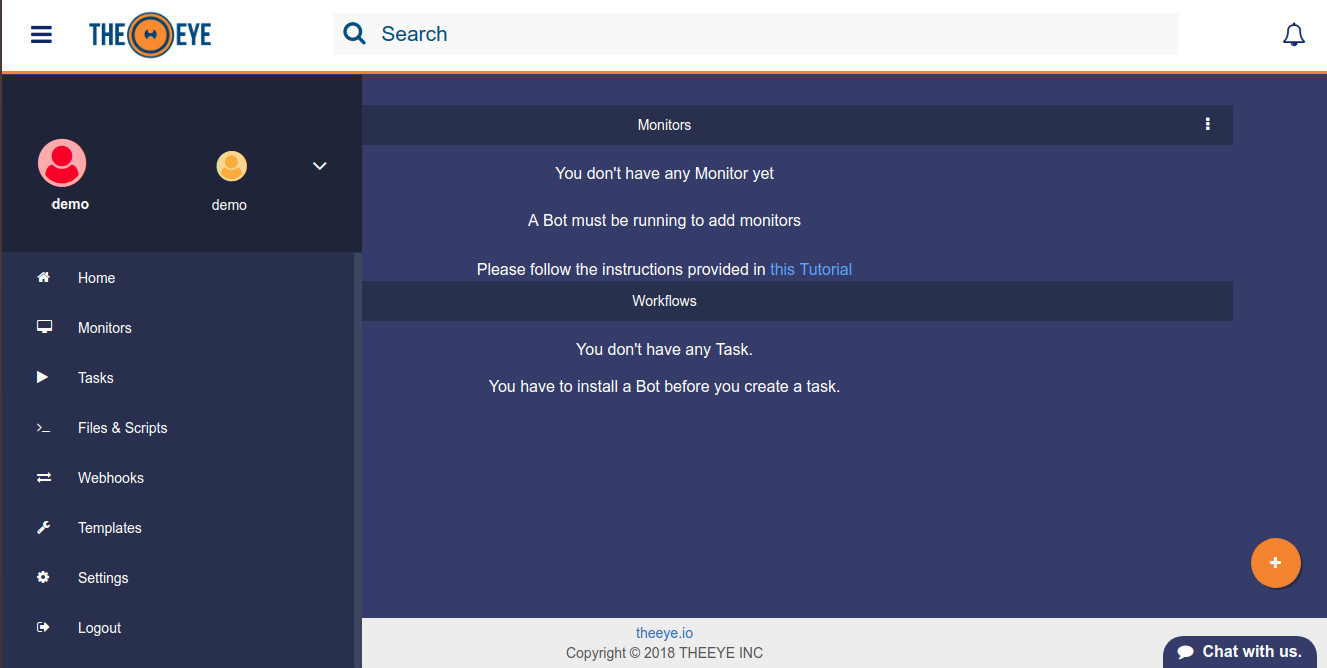 THE EYE
Search
demo
demo
Home
Monitors
Tasks
Files & Scripts
Webhooks
Templates
Settings
Logout
Monitors
You don't have any Monitor yet
A Bot must be running to add monitors
Please follow the instructions provided in this Tutorial
Workflows
You don't have any Task.
You have to install a Bot before you create a task.
theeye.io
Copyright © 2018 THEEYE INC
Chat with us.